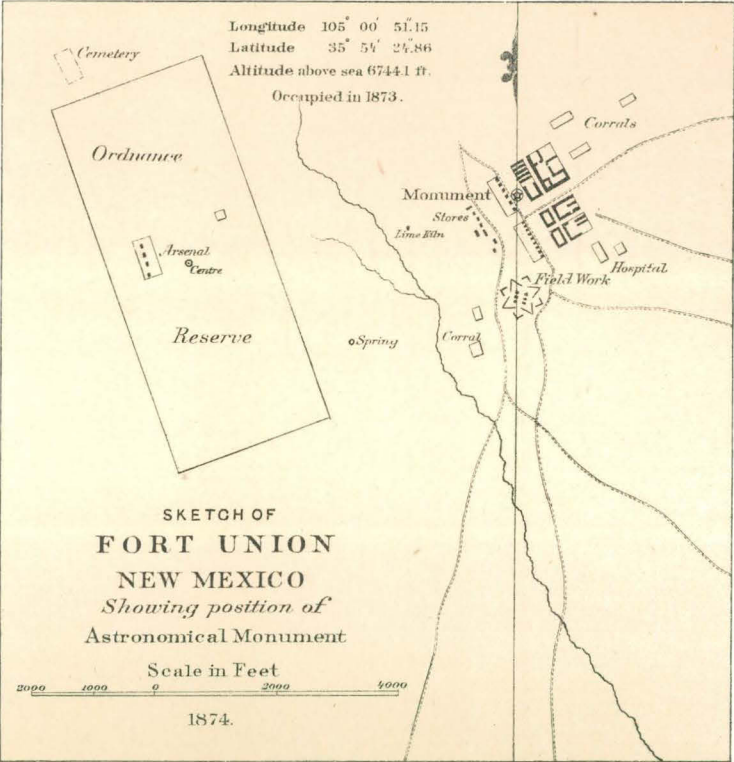 Longitude 105° 00' 51".15
Latitude 35° 54' 24".86
Altitude above sea 6744.1 ft.
Occupied in 1873.
Cemetery
Ordnance
Corrals
Monument
Stores
Lime Kiln
Arsenal
Centre
Hospital
Field Work
Reserve
Spring
Corral
SKETCH OF
FORT UNION
NEW MEXICO
Showing position of
Astronomical Monument
Scale in Feet
2000 1000 0 2000 4000
1874.